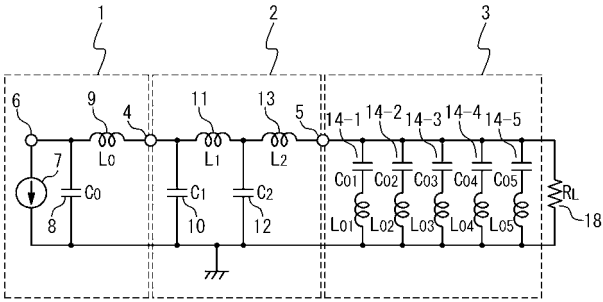 1 2 3
6 9 4 11 13 5 14-1 14-2 14-3 14-4 14-5
L0 L1 L2
7 C0 C1 C2 C01 C02 C03 C04 C05 RL
8 10 12 L01 L02 L03 L04 L05 18